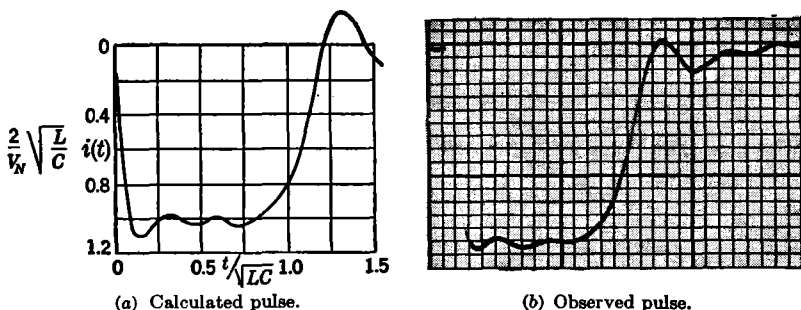 0
0.4
2/V_N √(L/C) i(t)
0.8
1.2
0 0.5 t/√LC 1.0 1.5
(a) Calculated pulse.
(b) Observed pulse.